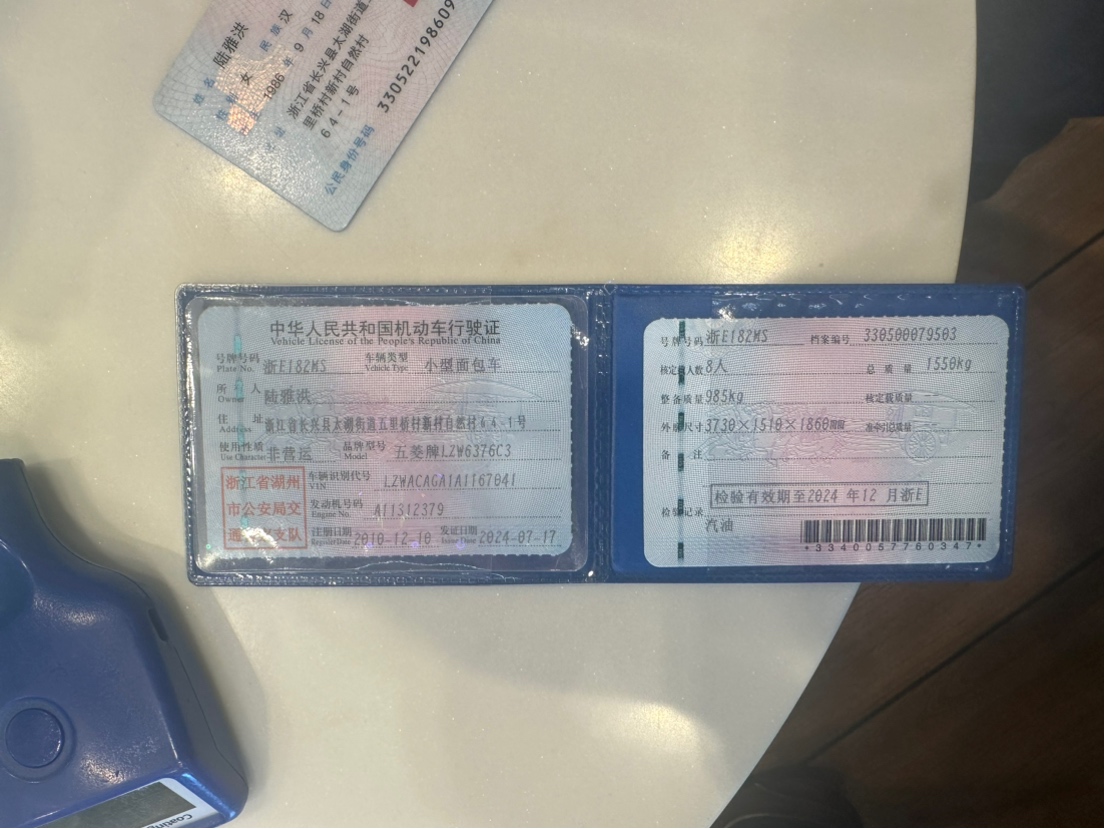 姓名 陆雅洪
女 民族 汉
1986 年 9 月 18 日
浙江省长兴县太湖街道
里桥村新村自然村
64-1号
公民身份号码 330522198609
中华人民共和国机动车行驶证
Vehicle License of the People's Republic of China
号牌号码 Plate No. 浙E182MS 车辆类型 Vehicle Type 小型面包车
所有人 Owner 陆雅洪
住址 Address 浙江省长兴县太湖街道五里桥村新村自然村64-1号
使用性质 Use Character 非营运 品牌型号 Model 五菱牌LZW6376C3
浙江省湖州
市公安局交
通警察支队
车辆识别代号 VIN LZWACAGA1A1167041
发动机号码 Engine No. A11312379
注册日期 Register Date 2010-12-10 发证日期 Issue Date 2024-07-17
号牌号码 浙E182MS 档案编号 330500079503
核定载人数 8人 总质量 1550kg
整备质量 985kg 核定载质量 --
外廓尺寸 3730×1510×1860mm 准牵引总质量 --
备注
检验有效期至2024年12月浙E
检验记录
汽油
*3340057760347*
Coating